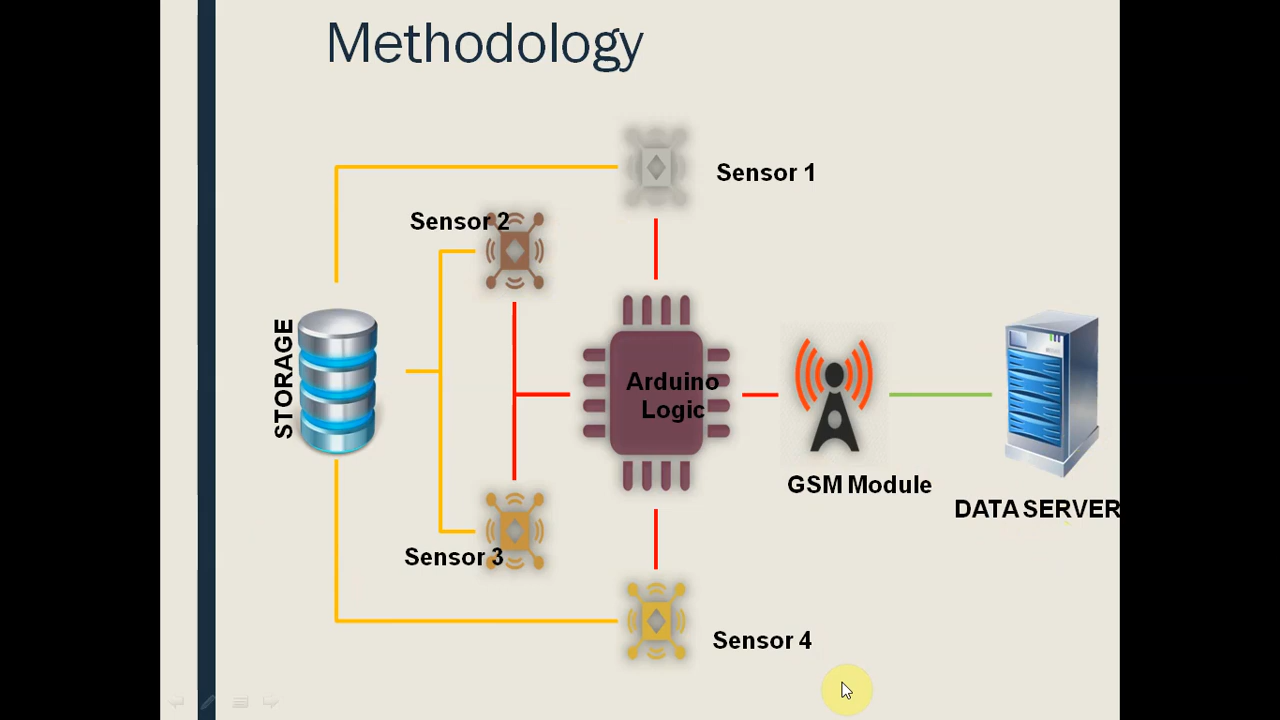 Methodology
Sensor 1
Sensor 2
STORAGE
Arduino
Logic
GSM Module
DATA SERVER
Sensor 3
Sensor 4